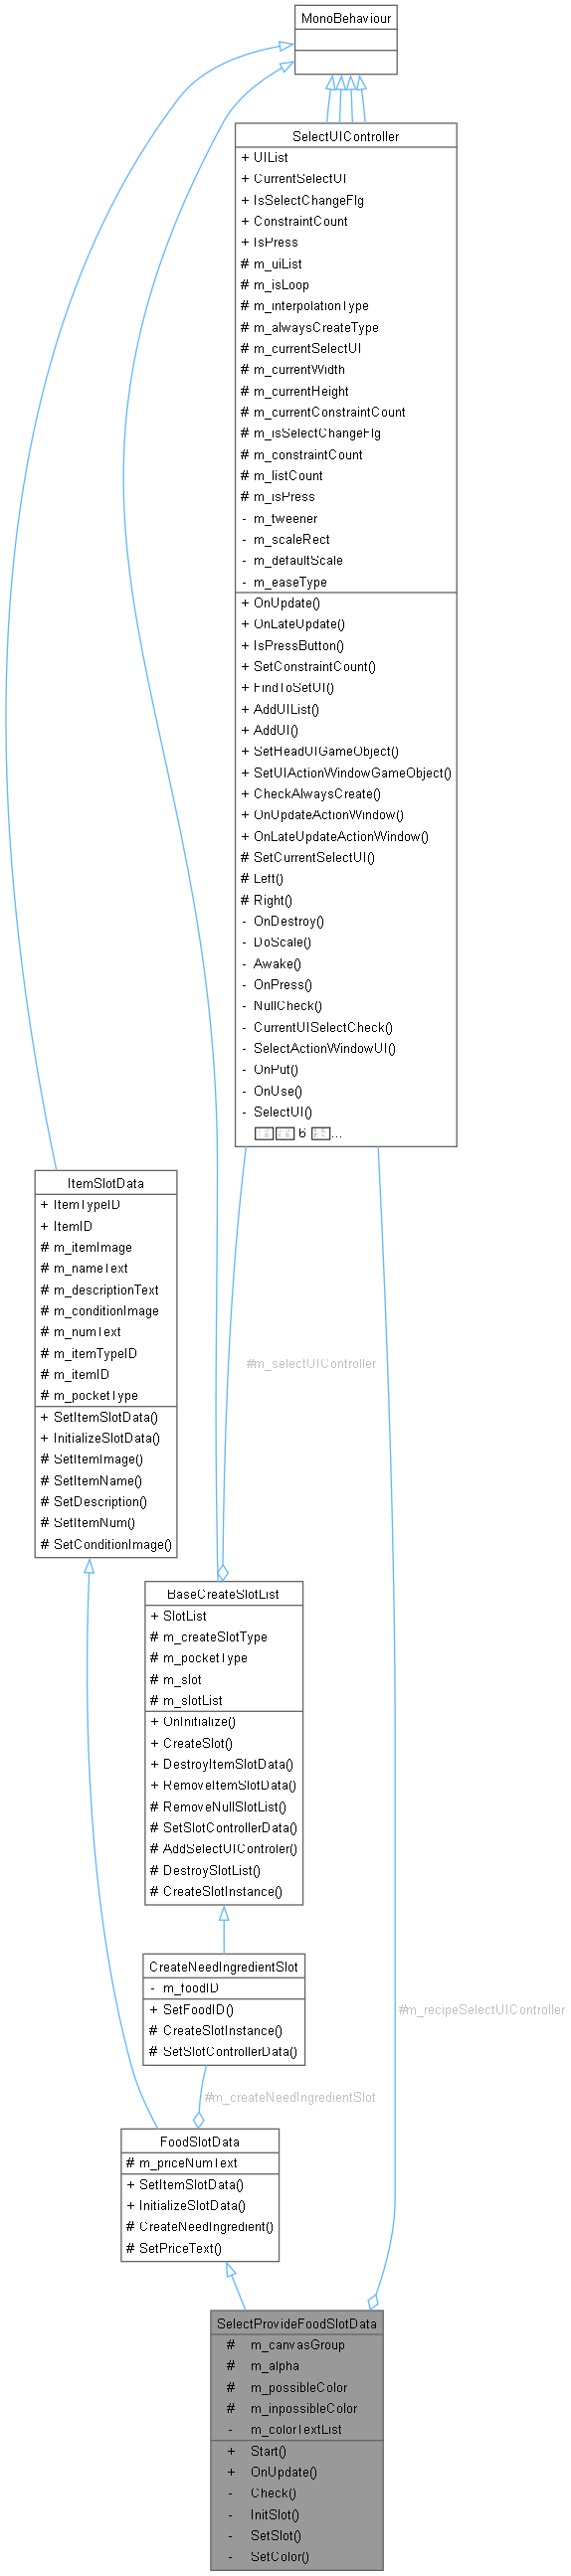 MonoBehaviour
SelectUIController
+ UIList
+ CurrentSelectUI
+ IsSelectChangeFlg
+ ConstraintCount
+ IsPress
# m_uiList
# m_isLoop
# m_interpolationType
# m_alwaysCreateType
# m_currentSelectUI
# m_currentWidth
# m_currentHeight
# m_currentConstraintCount
# m_isSelectChangeFlg
# m_constraintCount
# m_listCount
# m_isPress
- m_tweener
- m_scaleRect
- m_defaultScale
- m_easeType
+ OnUpdate()
+ OnLateUpdate()
+ IsPressButton()
+ SetConstraintCount()
+ FindToSetUI()
+ AddUIList()
+ AddUI()
+ SetHeadUIGameObject()
+ SetUIActionWindowGameObject()
+ CheckAlwaysCreate()
+ OnUpdateActionWindow()
+ OnLateUpdateActionWindow()
# SetCurrentSelectUI()
# Left()
# Right()
- OnDestroy()
- DoScale()
- Awake()
- OnPress()
- NullCheck()
- CurrentUISelectCheck()
- SelectActionWindowUI()
- OnPut()
- OnUse()
- SelectUI()
6 ...
ItemSlotData
+ ItemTypeID
+ ItemID
# m_itemImage
# m_nameText
# m_descriptionText
# m_conditionImage
# m_numText
# m_itemTypeID
# m_itemID
# m_pocketType
+ SetItemSlotData()
+ InitializeSlotData()
# SetItemImage()
# SetItemName()
# SetDescription()
# SetItemNum()
# SetConditionImage()
#m_selectUIController
BaseCreateSlotList
+ SlotList
# m_createSlotType
# m_pocketType
# m_slot
# m_slotList
+ OnInitialize()
+ CreateSlot()
+ DestroyItemSlotData()
+ RemoveItemSlotData()
# RemoveNullSlotList()
# SetSlotControllerData()
# AddSelectUIControler()
# DestroySlotList()
# CreateSlotInstance()
CreateNeedIngredientSlot
- m_foodID
+ SetFoodID()
# CreateSlotInstance()
# SetSlotControllerData()
#m_recipeSelectUIController
#m_createNeedIngredientSlot
FoodSlotData
# m_priceNumText
+ SetItemSlotData()
+ InitializeSlotData()
# CreateNeedIngredient()
# SetPriceText()
SelectProvideFoodSlotData
# m_canvasGroup
# m_alpha
# m_possibleColor
# m_inpossibleColor
- m_colorTextList
+ Start()
+ OnUpdate()
- Check()
- InitSlot()
- SetSlot()
- SetColor()